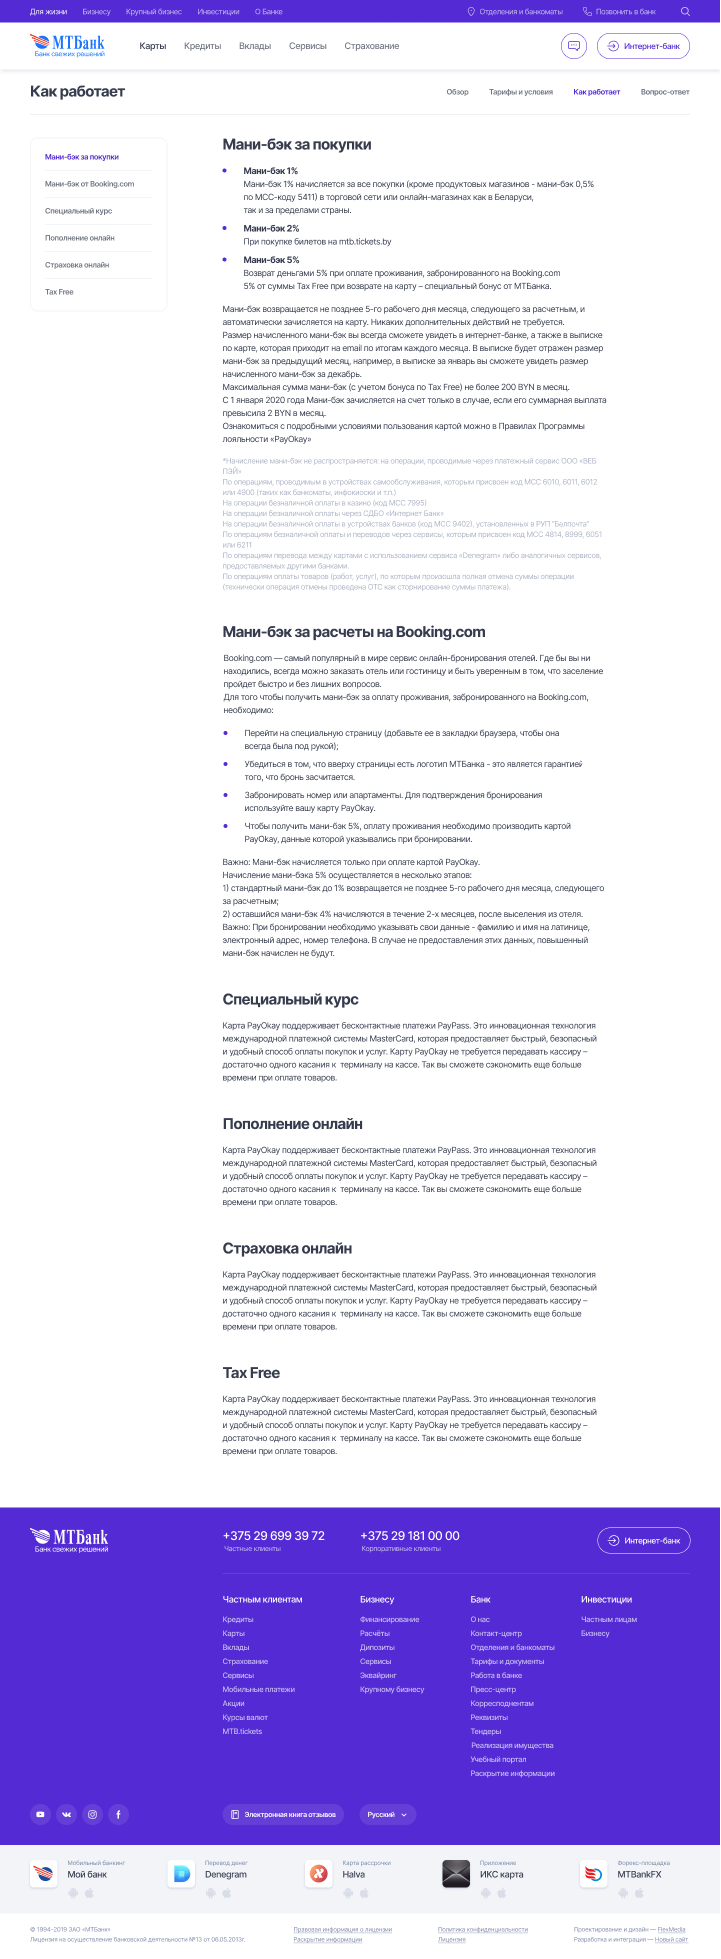 Для жизни Бизнесу Крупный бизнес Инвестиции О Банке Отделения и банкоматы Позвонить в банк
МТБанк
Банк свежих решений
Карты Кредиты Вклады Сервисы Страхование Интернет-банк
Как работает Обзор Тарифы и условия Как работает Вопрос-ответ
Мани-бэк за покупки
Мани-бэк от Booking.com
Специальный курс
Пополнение онлайн
Страховка онлайн
Tax Free
Мани-бэк за покупки
Мани-бэк 1%
Мани-бэк 1% начисляется за все покупки (кроме продуктовых магазинов - мани-бэк 0,5%
по МСС-коду 5411) в торговой сети или онлайн-магазинах как в Беларуси,
так и за пределами страны.
Мани-бэк 2%
При покупке билетов на mtb.tickets.by
Мани-бэк 5%
Возврат деньгами 5% при оплате проживания, забронированного на Booking.com
5% от суммы Tax Free при возврате на карту – специальный бонус от МТБанка.
Мани-бэк возвращается не позднее 5-го рабочего дня месяца, следующего за расчетным, и
автоматически зачисляется на карту. Никаких дополнительных действий не требуется.
Размер начисленного мани-бэк вы всегда сможете увидеть в интернет-банке, а также в выписке
по карте, которая приходит на email по итогам каждого месяца. В выписке будет отражен размер
мани-бэк за предыдущий месяц, например, в выписке за январь вы сможете увидеть размер
начисленного мани-бэк за декабрь.
Максимальная сумма мани-бэк (с учетом бонуса по Tax Free) не более 200 BYN в месяц.
С 1 января 2020 года Мани-бэк зачисляется на счет только в случае, если его суммарная выплата
превысила 2 BYN в месяц.
Ознакомиться с подробными условиями пользования картой можно в Правилах Программы
лояльности «PayOkay»
*Начисление мани-бэк не распространяется: на операции, проводимые через платежный сервис ООО «ВЕБ
ПЭЙ»
По операциям, проводимым в устройствах самообслуживания, которым присвоен код МСС 6010, 6011, 6012
или 4900 (таких как банкоматы, инфокиоски и т.п.)
На операции безналичной оплаты в казино (код МСС 7995)
На операции безналичной оплаты через СДБО «Интернет Банк»
На операции безналичной оплаты в устройствах банков (код МСС 9402), установленных в РУП "Белпочта"
По операциям безналичной оплаты и переводов через сервисы, которым присвоен код МСС 4814, 8999, 6051
или 6211
По операциям перевода между картами с использованием сервиса «Denegram» либо аналогичных сервисов,
предоставляемых другими банками.
По операциям оплаты товаров (работ, услуг), по которым произошла полная отмена суммы операции
(технически операция отмены проведена ОТС как сторнирование суммы платежа).
Мани-бэк за расчеты на Booking.com
Booking.com — самый популярный в мире сервис онлайн-бронирования отелей. Где бы вы ни
находились, всегда можно заказать отель или гостиницу и быть уверенным в том, что заселение
пройдет быстро и без лишних вопросов.
Для того чтобы получить мани-бэк за оплату проживания, забронированного на Booking.com,
необходимо:
Перейти на специальную страницу (добавьте ее в закладки браузера, чтобы она
всегда была под рукой);
Убедиться в том, что вверху страницы есть логотип МТБанка - это является гарантией
того, что бронь засчитается.
Забронировать номер или апартаменты. Для подтверждения бронирования
используйте вашу карту PayOkay.
Чтобы получить мани-бэк 5%, оплату проживания необходимо производить картой
PayOkay, данные которой указывались при бронировании.
Важно: Мани-бэк начисляется только при оплате картой PayOkay.
Начисление мани-бэка 5% осуществляется в несколько этапов:
1) стандартный мани-бэк до 1% возвращается не позднее 5-го рабочего дня месяца, следующего
за расчетным;
2) оставшийся мани-бэк 4% начисляются в течение 2-х месяцев, после выселения из отеля.
Важно: При бронировании необходимо указывать свои данные - фамилию и имя на латинице,
электронный адрес, номер телефона. В случае не предоставления этих данных, повышенный
мани-бэк начислен не будут.
Специальный курс
Карта PayOkay поддерживает бесконтактные платежи PayPass. Это инновационная технология
международной платежной системы MasterCard, которая предоставляет быстрый, безопасный
и удобный способ оплаты покупок и услуг. Карту PayOkay не требуется передавать кассиру –
достаточно одного касания к терминалу на кассе. Так вы сможете сэкономить еще больше
времени при оплате товаров.
Пополнение онлайн
Карта PayOkay поддерживает бесконтактные платежи PayPass. Это инновационная технология
международной платежной системы MasterCard, которая предоставляет быстрый, безопасный
и удобный способ оплаты покупок и услуг. Карту PayOkay не требуется передавать кассиру –
достаточно одного касания к терминалу на кассе. Так вы сможете сэкономить еще больше
времени при оплате товаров.
Страховка онлайн
Карта PayOkay поддерживает бесконтактные платежи PayPass. Это инновационная технология
международной платежной системы MasterCard, которая предоставляет быстрый, безопасный
и удобный способ оплаты покупок и услуг. Карту PayOkay не требуется передавать кассиру –
достаточно одного касания к терминалу на кассе. Так вы сможете сэкономить еще больше
времени при оплате товаров.
Tax Free
Карта PayOkay поддерживает бесконтактные платежи PayPass. Это инновационная технология
международной платежной системы MasterCard, которая предоставляет быстрый, безопасный
и удобный способ оплаты покупок и услуг. Карту PayOkay не требуется передавать кассиру –
достаточно одного касания к терминалу на кассе. Так вы сможете сэкономить еще больше
времени при оплате товаров.
МТБанк
Банк свежих решений
+375 29 699 39 72
Частные клиенты
+375 29 181 00 00
Корпоративные клиенты
Интернет-банк
Частным клиентам
Кредиты
Карты
Вклады
Страхование
Сервисы
Мобильные платежи
Акции
Курсы валют
MTB.tickets
Бизнесу
Финансирование
Расчёты
Дипозиты
Сервисы
Эквайринг
Крупному бизнесу
Банк
О нас
Контакт-центр
Отделения и банкоматы
Тарифы и документы
Работа в банке
Пресс-центр
Корреспондентам
Реквизиты
Тендеры
Реализация имущества
Учебный портал
Раскрытие информации
Инвестиции
Частным лицам
Бизнесу
Электронная книга отзывов Русский
Мобильный банкинг
Мой банк
Перевод денег
Denegram
Карта рассрочки
Halva
Приложение
ИКС карта
Форекс-площадка
MTBankFX
© 1994-2019 ЗАО «МТБанк»
Лицензия на осуществление банковской деятельности №13 от 06.05.2013г.
Правовая информация о лицензии
Раскрытие информации
Политика конфиденциальности
Лицензия
Проектирование и дизайн — FlexMedia
Разработка и интеграция — Новый сайт